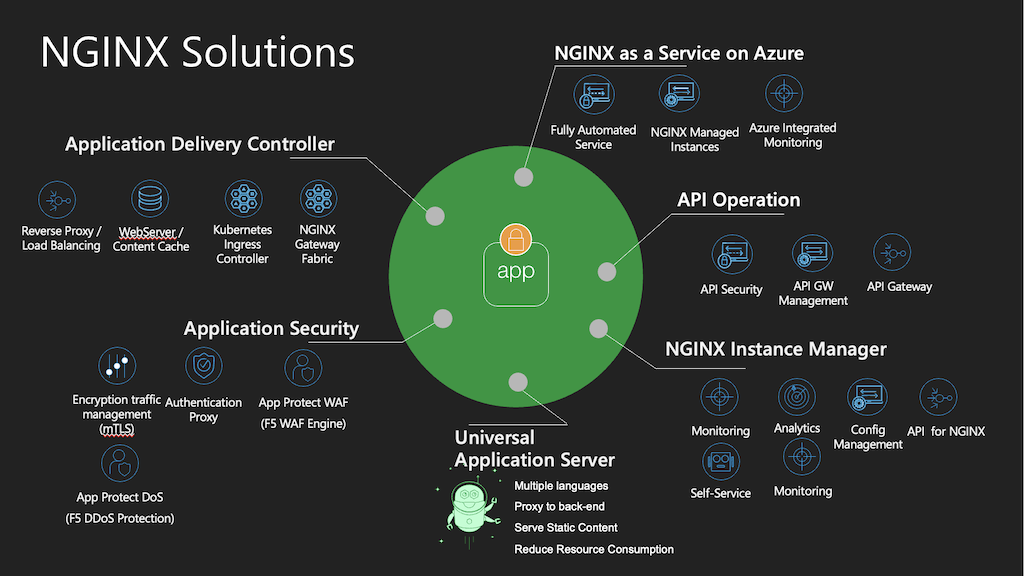 NGINX Solutions
NGINX as a Service on Azure
Fully Automated
Service
NGINX Managed
Instances
Azure Integrated
Monitoring
Application Delivery Controller
Reverse Proxy /
Load Balancing
WebServer /
Content Cache
Kubernetes
Ingress
Controller
NGINX
Gateway
Fabric
API Operation
API Security
API GW
Management
API Gateway
app
Application Security
Encryption traffic
management
(mTLS)
Authentication
Proxy
App Protect WAF
(F5 WAF Engine)
App Protect DoS
(F5 DDoS Protection)
NGINX Instance Manager
Monitoring
Analytics
Config
Management
API for NGINX
Self-Service
Monitoring
Universal
Application Server
Multiple languages
Proxy to back-end
Serve Static Content
Reduce Resource Consumption